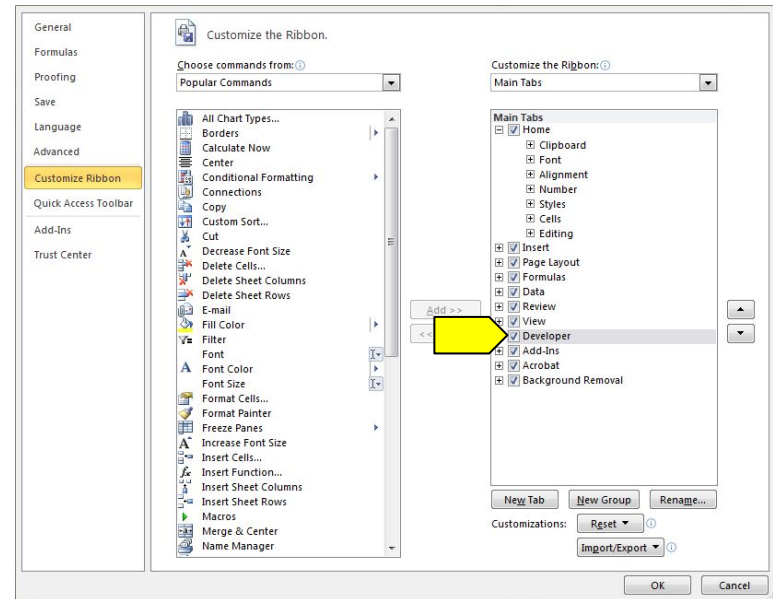 General
Formulas
Proofing
Save
Language
Advanced
Customize Ribbon
Quick Access Toolbar
Add-Ins
Trust Center
Customize the Ribbon.
Choose commands from:
Popular Commands
All Chart Types...
Borders
Calculate Now
Center
Conditional Formatting
Connections
Copy
Custom Sort...
Cut
Decrease Font Size
Delete Cells...
Delete Sheet Columns
Delete Sheet Rows
E-mail
Fill Color
Filter
Font
Font Color
Font Size
Format Cells...
Format Painter
Freeze Panes
Increase Font Size
Insert Cells...
Insert Function...
Insert Sheet Columns
Insert Sheet Rows
Macros
Merge & Center
Name Manager
Add >>
<<
Customize the Ribbon:
Main Tabs
Main Tabs
Home
Clipboard
Font
Alignment
Number
Styles
Cells
Editing
Insert
Page Layout
Formulas
Data
Review
View
Developer
Add-Ins
Acrobat
Background Removal
New Tab
New Group
Rename...
Customizations:
Reset
Import/Export
OK
Cancel